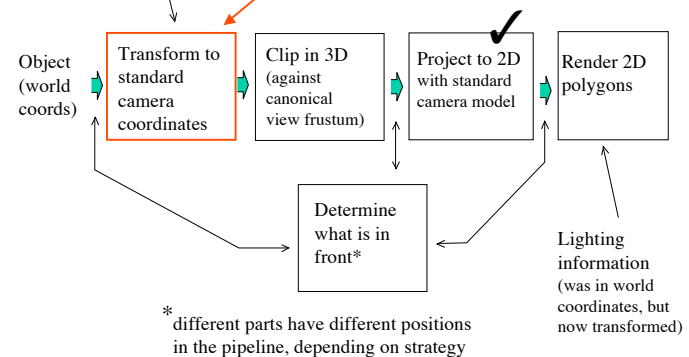 Object
(world
coords)
Transform to
standard
camera
coordinates
Clip in 3D
(against
canonical
view frustum)
Project to 2D
with standard
camera model
Render 2D
polygons
Determine
what is in
front*
Lighting
information
(was in world
coordinates, but
now transformed)
*different parts have different positions
in the pipeline, depending on strategy